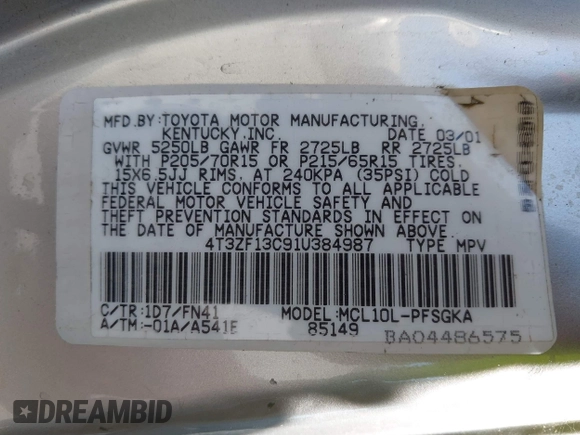 MFD.BY:TOYOTA MOTOR MANUFACTURING,
KENTUCKY,INC. DATE 03/01
GVWR 5250LB GAWR FR 2725LB RR 2725LB
WITH P205/70R15 OR P215/65R15 TIRES,
15X6.5JJ RIMS, AT 240KPA (35PSI) COLD
THIS VEHICLE CONFORMS TO ALL APPLICABLE
FEDERAL MOTOR VEHICLE SAFETY AND
THEFT PREVENTION STANDARDS IN EFFECT ON
THE DATE OF MANUFACTURE SHOWN ABOVE.
4T3ZF13C91U384987 TYPE MPV
C/TR:1D7/FN41 MODEL:MCL10L-PFSGKA
A/TM:-01A/A541E 85149 BA04486575
DREAMBID